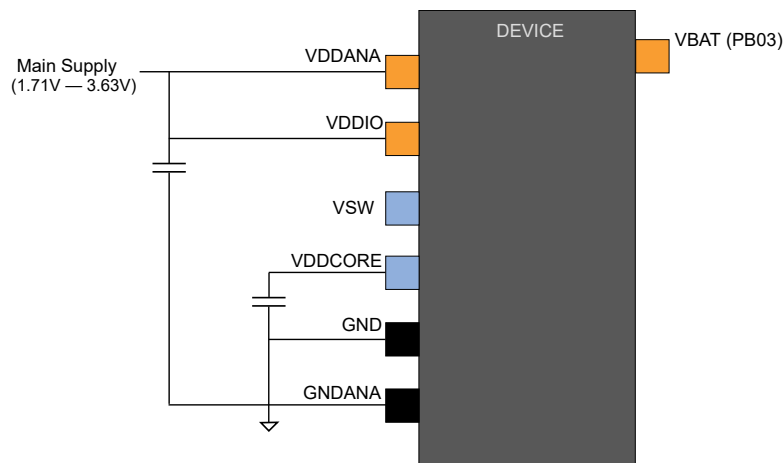 DEVICE
VBAT (PB03)
VDDANA
Main Supply
(1.71V — 3.63V)
VDDIO
VSW
VDDCORE
GND
GNDANA